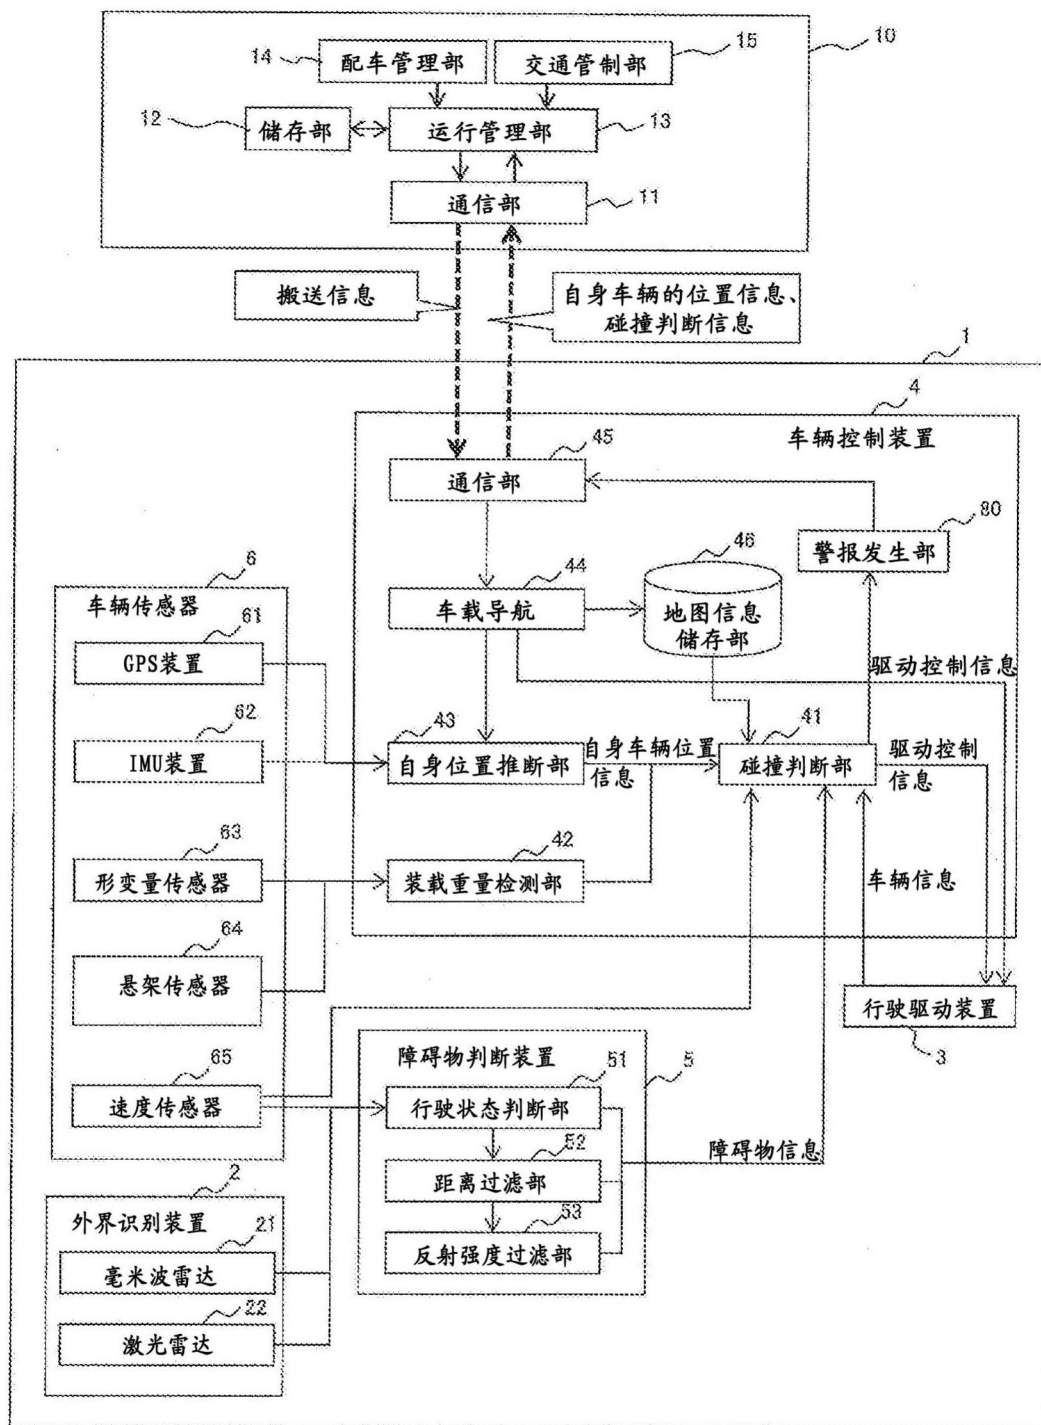 10
14
配车管理部
15
交通管制部
12
储存部
运行管理部
13
通信部
11
搬送信息
自身车辆的位置信息、
碰撞判断信息
1
4
车辆控制装置
45
通信部
80
警报发生部
46
地图信息
储存部
44
车载导航
驱动控制信息
6
车辆传感器
61
GPS装置
62
IMU装置
43
自身位置推断部
自身车辆位置
信息
41
碰撞判断部
驱动控制
信息
63
形变量传感器
42
装载重量检测部
车辆信息
64
悬架传感器
行驶驱动装置
3
65
速度传感器
障碍物判断装置
5
51
行驶状态判断部
52
距离过滤部
障碍物信息
53
反射强度过滤部
2
外界识别装置
21
毫米波雷达
22
激光雷达